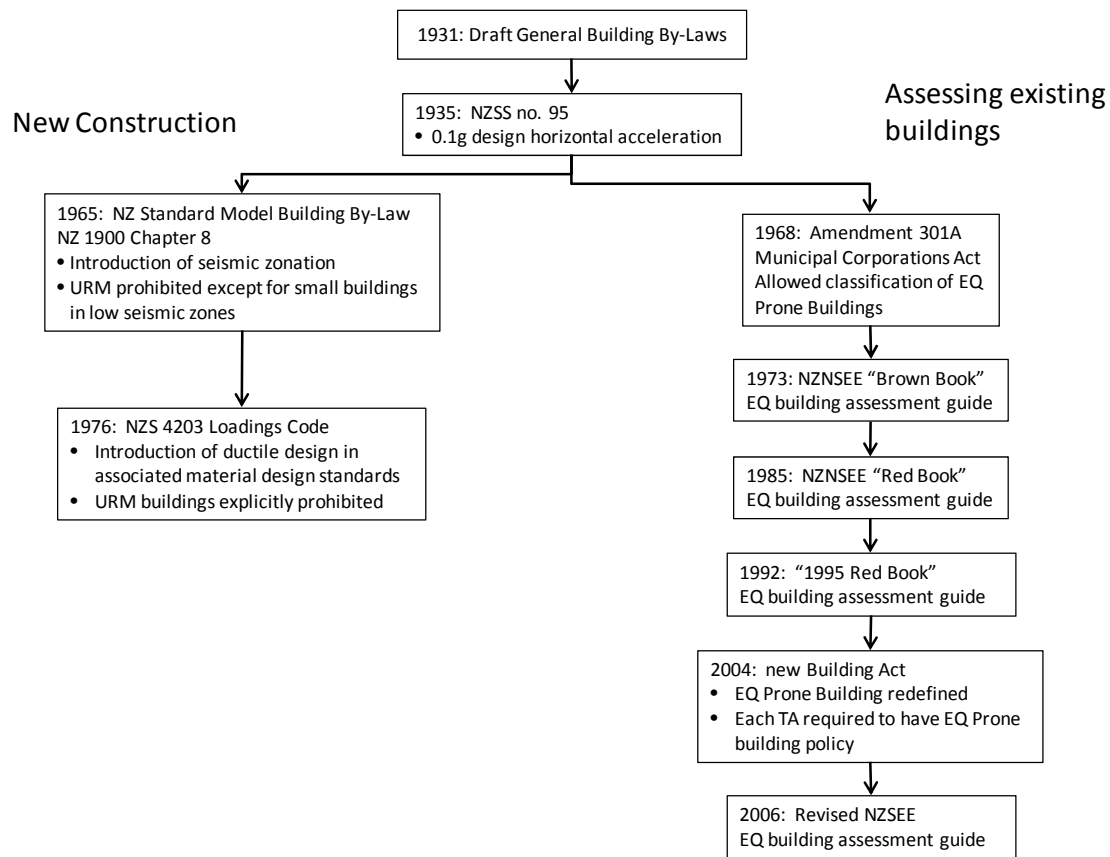 1931: Draft General Building By-Laws
1935: NZSS no. 95
• 0.1g design horizontal acceleration
New Construction
Assessing existing
buildings
1965: NZ Standard Model Building By-Law
NZ 1900 Chapter 8
• Introduction of seismic zonation
• URM prohibited except for small buildings
in low seismic zones
1976: NZS 4203 Loadings Code
• Introduction of ductile design in
associated material design standards
• URM buildings explicitly prohibited
1968: Amendment 301A
Municipal Corporations Act
Allowed classification of EQ
Prone Buildings
1973: NZNSEE “Brown Book”
EQ building assessment guide
1985: NZNSEE “Red Book”
EQ building assessment guide
1992: “1995 Red Book”
EQ building assessment guide
2004: new Building Act
• EQ Prone Building redefined
• Each TA required to have EQ Prone
building policy
2006: Revised NZSEE
EQ building assessment guide